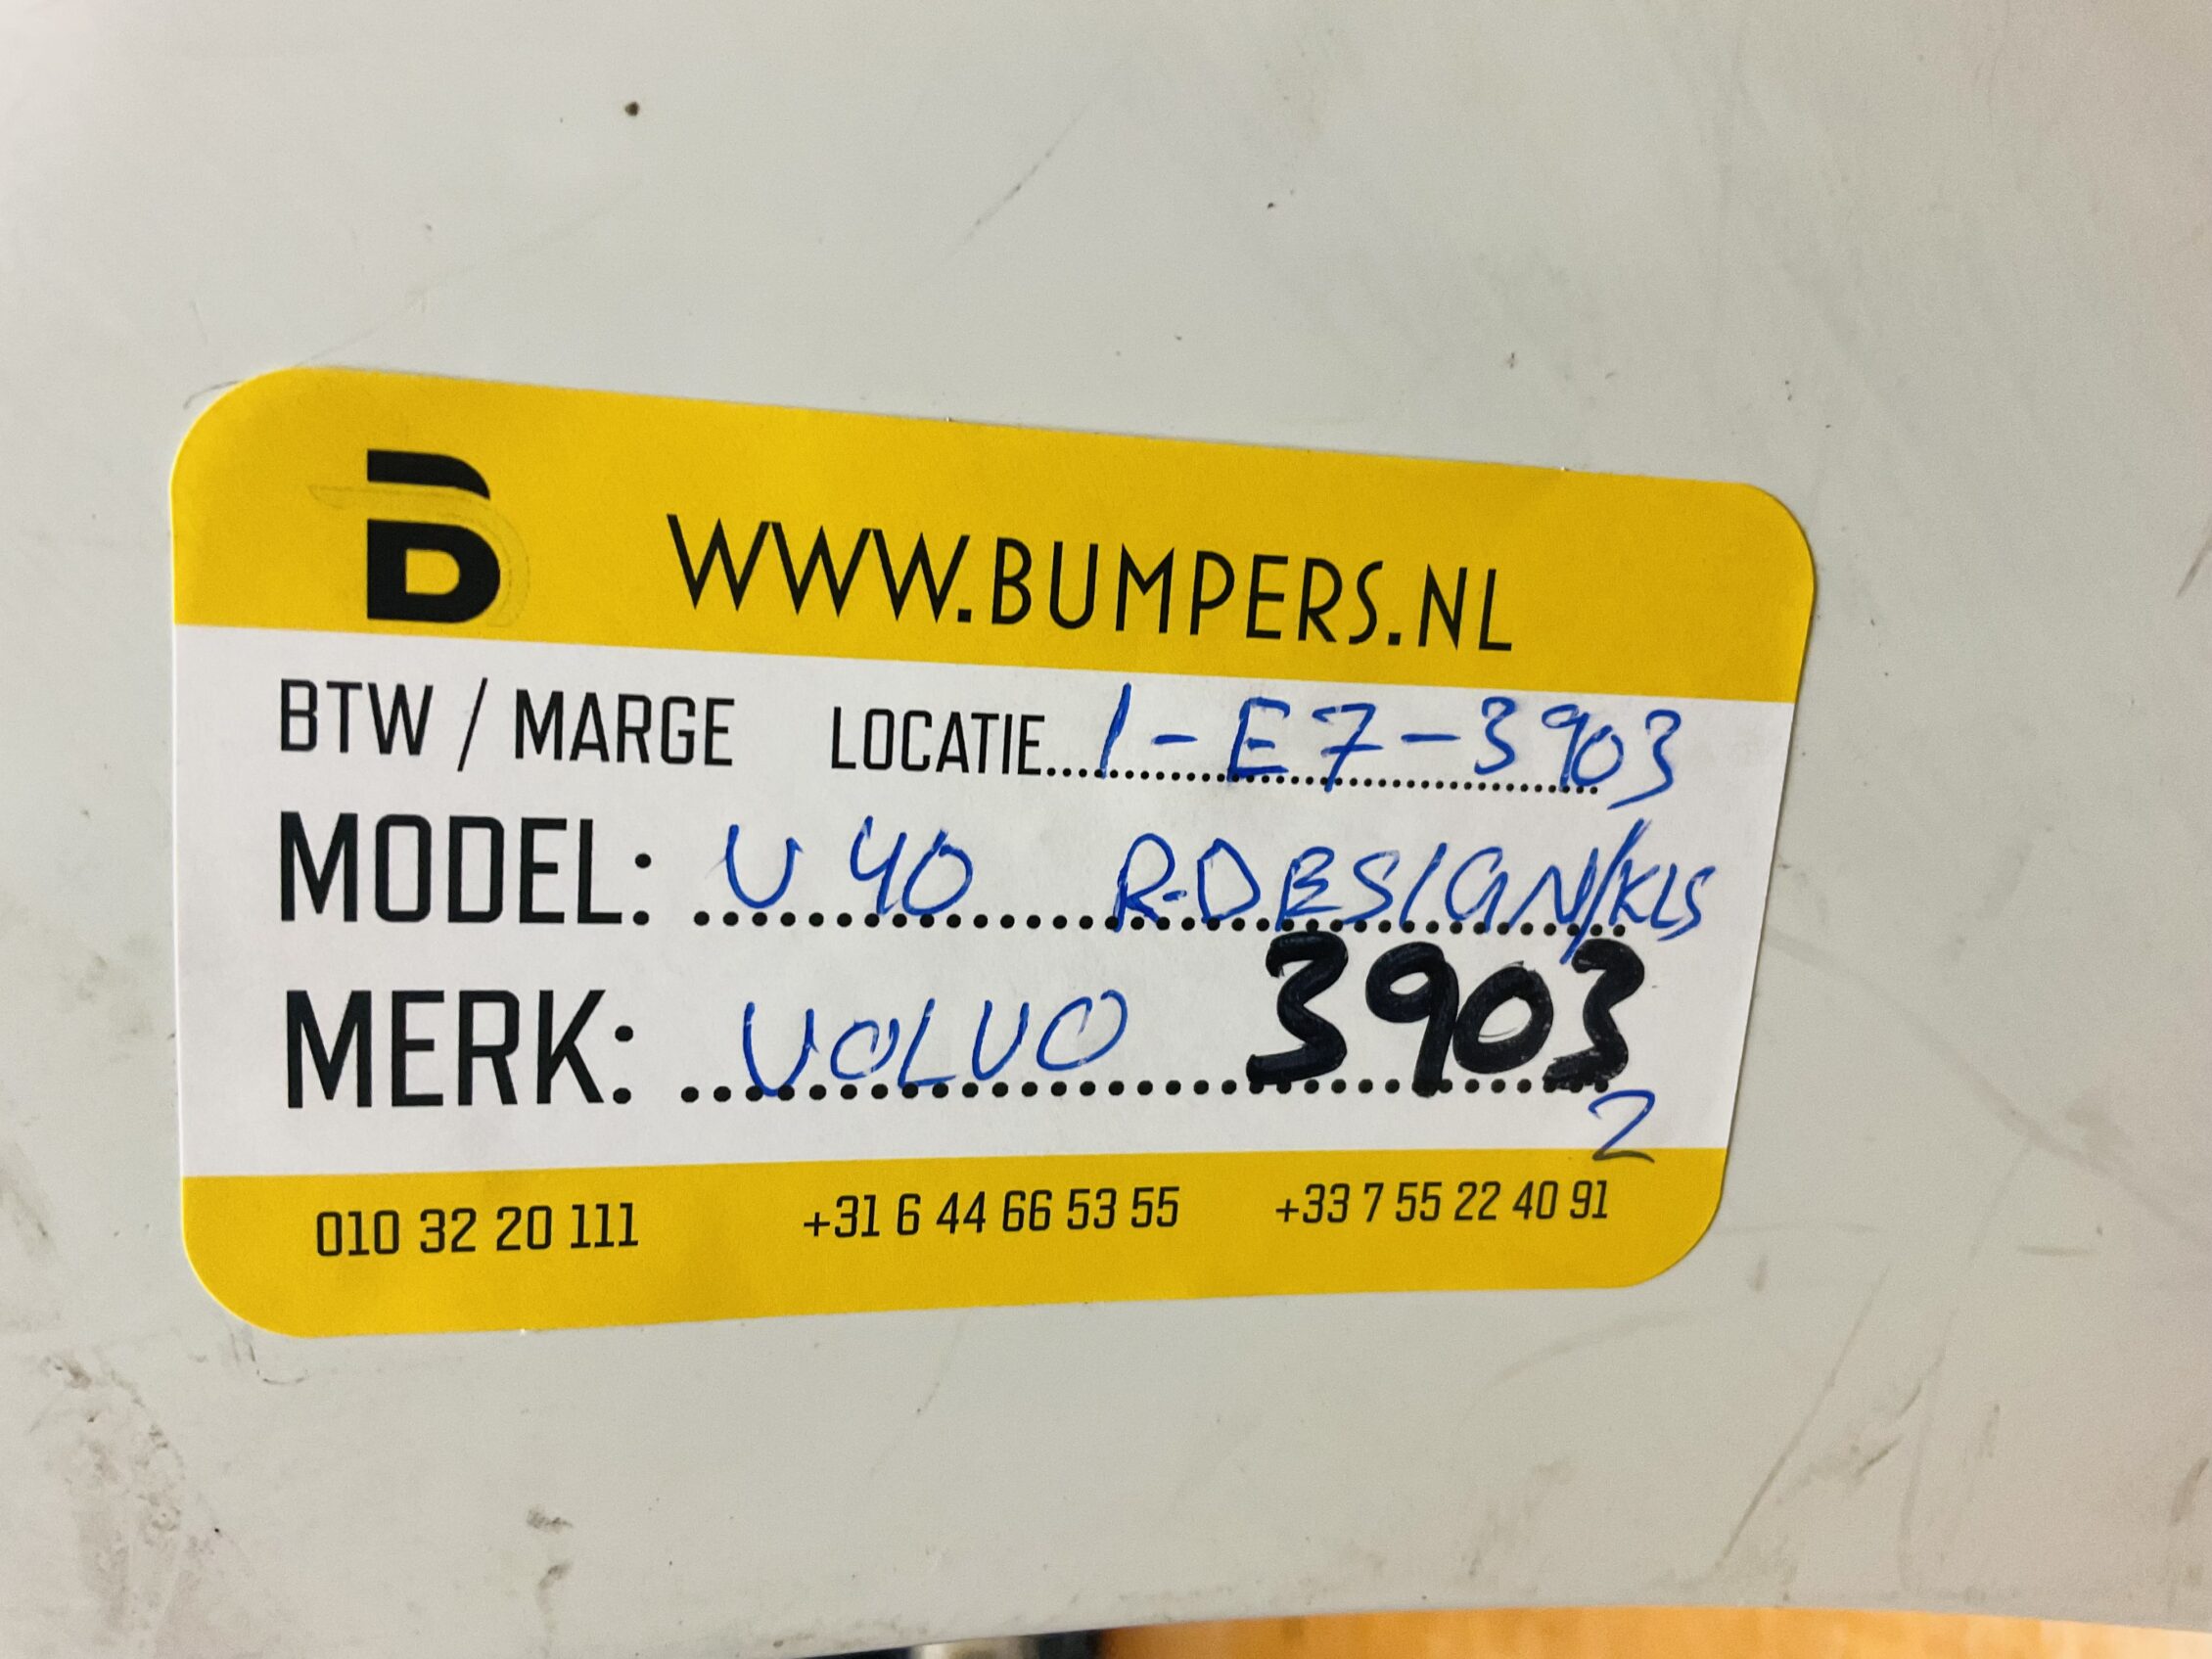 B WWW.BUMPERS.NL
BTW / MARGE LOCATIE....1-E7-3903
MODEL: V40 R-DESIGN/KLS
MERK: VOLVO 3903
2
010 32 20 111 +31 6 44 66 53 55 +33 7 55 22 40 91